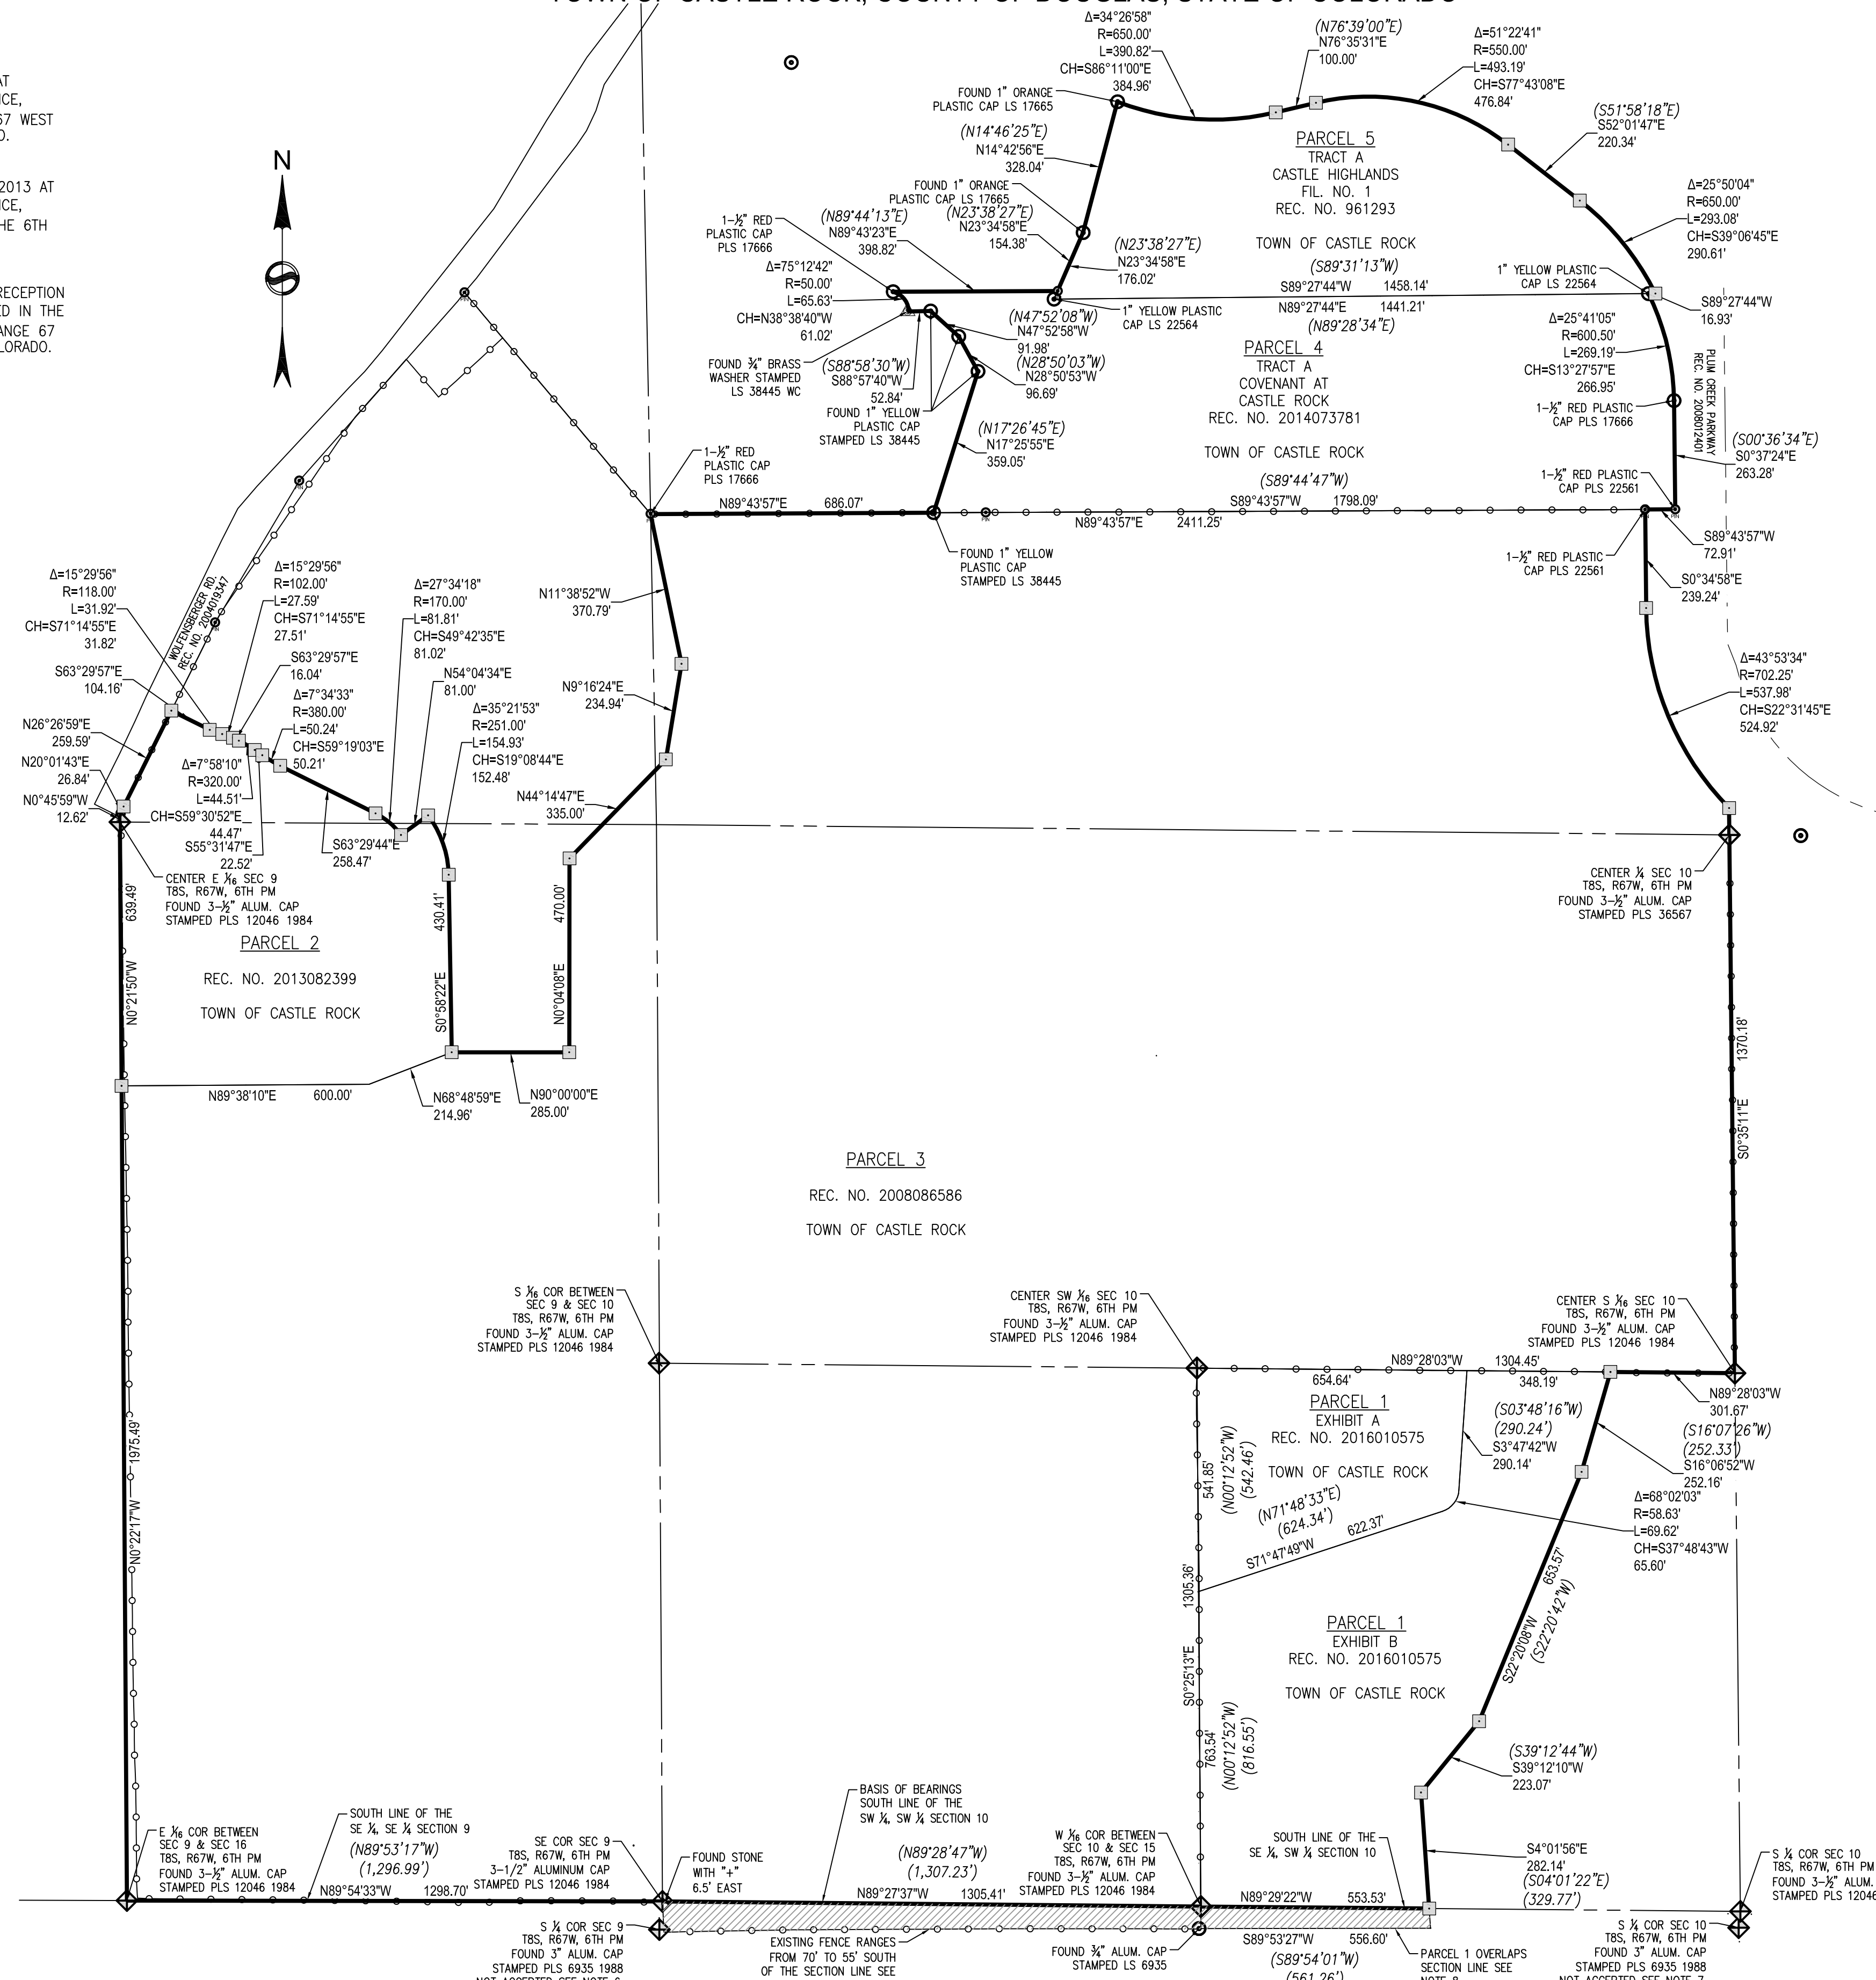 TOWN OF CASTLE ROCK, COUNTY OF DOUGLAS, STATE OF COLORADO
AT
67 WEST
2013 AT
HE 6TH
RECEPTION
ED IN THE
ANGE 67
N
Δ=34°26'58"
R=650.00'
L=390.82'
CH=S86°11'00"E
384.96'
(N76°39'00"E)
N76°35'31"E
100.00'
Δ=51°22'41"
R=550.00'
L=493.19'
CH=S77°43'08"E
476.84'
(S51°58'18"E)
S52°01'47"E
220.34'
FOUND 1" ORANGE
PLASTIC CAP LS 17665
(N14°46'25"E)
N14°42'56"E
328.04'
FOUND 1" ORANGE
PLASTIC CAP LS 17665
(N23°38'27"E)
N23°34'58"E
154.38'
(N23°38'27"E)
N23°34'58"E
176.02'
PARCEL 5
TRACT A
CASTLE HIGHLANDS
FIL. NO. 1
REC. NO. 961293
TOWN OF CASTLE ROCK
Δ=25°50'04"
R=650.00'
L=293.08'
CH=S39°06'45"E
290.61'
1-½" RED
PLASTIC CAP
PLS 17666
(N89°44'13"E)
N89°43'23"E
398.82'
Δ=75°12'42"
R=50.00'
L=65.63'
CH=N38°38'40"W
61.02'
(S89°31'13"W)
S89°27'44"W 1458.14'
N89°27'44"E 1441.21'
(N89°28'34"E)
1" YELLOW PLASTIC
CAP LS 22564
1" YELLOW PLASTIC
CAP LS 22564
S89°27'44"W
16.93'
(N47°52'08"W)
N47°52'58"W
91.98'
(N28°50'03"W)
N28°50'53"W
96.69'
FOUND ¾" BRASS
WASHER STAMPED
LS 38445 WC
(S88°58'30"W)
S88°57'40"W
52.84'
FOUND 1" YELLOW
PLASTIC CAP
STAMPED LS 38445
(N17°26'45"E)
N17°25'55"E
359.05'
PARCEL 4
TRACT A
COVENANT AT
CASTLE ROCK
REC. NO. 2014073781
TOWN OF CASTLE ROCK
Δ=25°41'05"
R=600.50'
L=269.19'
CH=S13°27'57"E
266.95'
PLUM CREEK PARKWAY
REC. NO. 2008012401
1-½" RED PLASTIC
CAP PLS 17666
(S00°36'34"E)
S0°37'24"E
263.28'
1-½" RED PLASTIC
CAP PLS 22561
1-½" RED
PLASTIC CAP
PLS 17666
N89°43'57"E 686.07'
(S89°44'47"W)
S89°43'57"W 1798.09'
N89°43'57"E 2411.25'
PIN
FOUND 1" YELLOW
PLASTIC CAP
STAMPED LS 38445
S89°43'57"W
72.91'
1-½" RED PLASTIC
CAP PLS 22561
S0°34'58"E
239.24'
WOLFENSBERGER RD.
REC. NO. 2004019347
Δ=15°29'56"
R=118.00'
L=31.92'
CH=S71°14'55"E
31.82'
Δ=15°29'56"
R=102.00'
L=27.59'
CH=S71°14'55"E
27.51'
Δ=27°34'18"
R=170.00'
L=81.81'
CH=S49°42'35"E
81.02'
N11°38'52"W
370.79'
S63°29'57"E
104.16'
S63°29'57"E
16.04'
Δ=7°34'33"
R=380.00'
L=50.24'
CH=S59°19'03"E
50.21'
N54°04'34"E
81.00'
Δ=35°21'53"
R=251.00'
L=154.93'
CH=S19°08'44"E
152.48'
N9°16'24"E
234.94'
Δ=43°53'34"
R=702.25'
L=537.98'
CH=S22°31'45"E
524.92'
N26°26'59"E
259.59'
N20°01'43"E
26.84'
N0°45'59"W
12.62'
Δ=7°58'10"
R=320.00'
L=44.51'
CH=S59°30'52"E
44.47'
S55°31'47"E
22.52'
S63°29'44"E
258.47'
N44°14'47"E
335.00'
CENTER E 1⁄16 SEC 9
T8S, R67W, 6TH PM
FOUND 3-½" ALUM. CAP
STAMPED PLS 12046 1984
CENTER ¼ SEC 10
T8S, R67W, 6TH PM
FOUND 3-½" ALUM. CAP
STAMPED PLS 36567
639.49'
N0°21'50"W
PARCEL 2
REC. NO. 2013082399
TOWN OF CASTLE ROCK
430.41'
S0°58'22"E
470.00'
N0°04'08"E
N89°38'10"E 600.00'
N68°48'59"E
214.96'
N90°00'00"E
285.00'
1370.18'
S0°35'11"E
PARCEL 3
REC. NO. 2008086586
TOWN OF CASTLE ROCK
S 1⁄16 COR BETWEEN
SEC 9 & SEC 10
T8S, R67W, 6TH PM
FOUND 3-½" ALUM. CAP
STAMPED PLS 12046 1984
CENTER SW 1⁄16 SEC 10
T8S, R67W, 6TH PM
FOUND 3-½" ALUM. CAP
STAMPED PLS 12046 1984
CENTER S 1⁄16 SEC 10
T8S, R67W, 6TH PM
FOUND 3-½" ALUM. CAP
STAMPED PLS 12046 1984
N89°28'03"W 1304.45'
654.64' 348.19'
N89°28'03"W
301.67'
1975.49'
N0°22'17"W
PARCEL 1
EXHIBIT A
REC. NO. 2016010575
TOWN OF CASTLE ROCK
(S03°48'16"W)
(290.24')
S3°47'42"W
290.14'
(S16°07'26"W)
(252.33')
S16°06'52"W
252.16'
541.85'
(N00°12'52"W)
(542.46')
(N71°48'33"E)
(624.34')
S71°47'49"W 622.37'
Δ=68°02'03"
R=58.63'
L=69.62'
CH=S37°48'43"W
65.60'
1305.36'
S0°25'13"E
653.57'
S22°20'08"W
(S22°20'42"W)
PARCEL 1
EXHIBIT B
REC. NO. 2016010575
TOWN OF CASTLE ROCK
763.54'
(N00°12'52"W)
(816.55')
(S39°12'44"W)
S39°12'10"W
223.07'
E 1⁄16 COR BETWEEN
SEC 9 & SEC 16
T8S, R67W, 6TH PM
FOUND 3-½" ALUM. CAP
STAMPED PLS 12046 1984
SOUTH LINE OF THE
SE ¼, SE ¼ SECTION 9
(N89°53'17"W)
(1,296.99')
N89°54'33"W 1298.70'
SE COR SEC 9
T8S, R67W, 6TH PM
3-1/2" ALUMINUM CAP
STAMPED PLS 12046 1984
FOUND STONE
WITH "+"
6.5' EAST
BASIS OF BEARINGS
SOUTH LINE OF THE
SW ¼, SW ¼ SECTION 10
(N89°28'47"W)
(1,307.23')
N89°27'37"W 1305.41'
W 1⁄16 COR BETWEEN
SEC 10 & SEC 15
T8S, R67W, 6TH PM
FOUND 3-½" ALUM. CAP
STAMPED PLS 12046 1984
SOUTH LINE OF THE
SE ¼, SW ¼ SECTION 10
N89°29'22"W 553.53'
S4°01'56"E
282.14'
(S04°01'22"E)
(329.77')
S ¼ COR SEC 10
T8S, R67W, 6TH PM
FOUND 3-½" ALUM.
STAMPED PLS 12046
S ¼ COR SEC 9
T8S, R67W, 6TH PM
FOUND 3" ALUM. CAP
STAMPED PLS 6935 1988
NOT ACCEPTED SEE NOTE 6
EXISTING FENCE RANGES
FROM 70' TO 55' SOUTH
OF THE SECTION LINE SEE
FOUND ¾" ALUM. CAP
STAMPED LS 6935
S89°53'27"W 556.60'
(S89°54'01"W)
(561.26')
PARCEL 1 OVERLAPS
SECTION LINE SEE
NOTE 8
S ¼ COR SEC 10
T8S, R67W, 6TH PM
FOUND 3" ALUM. CAP
STAMPED PLS 6935 1988
NOT ACCEPTED SEE NOTE 7